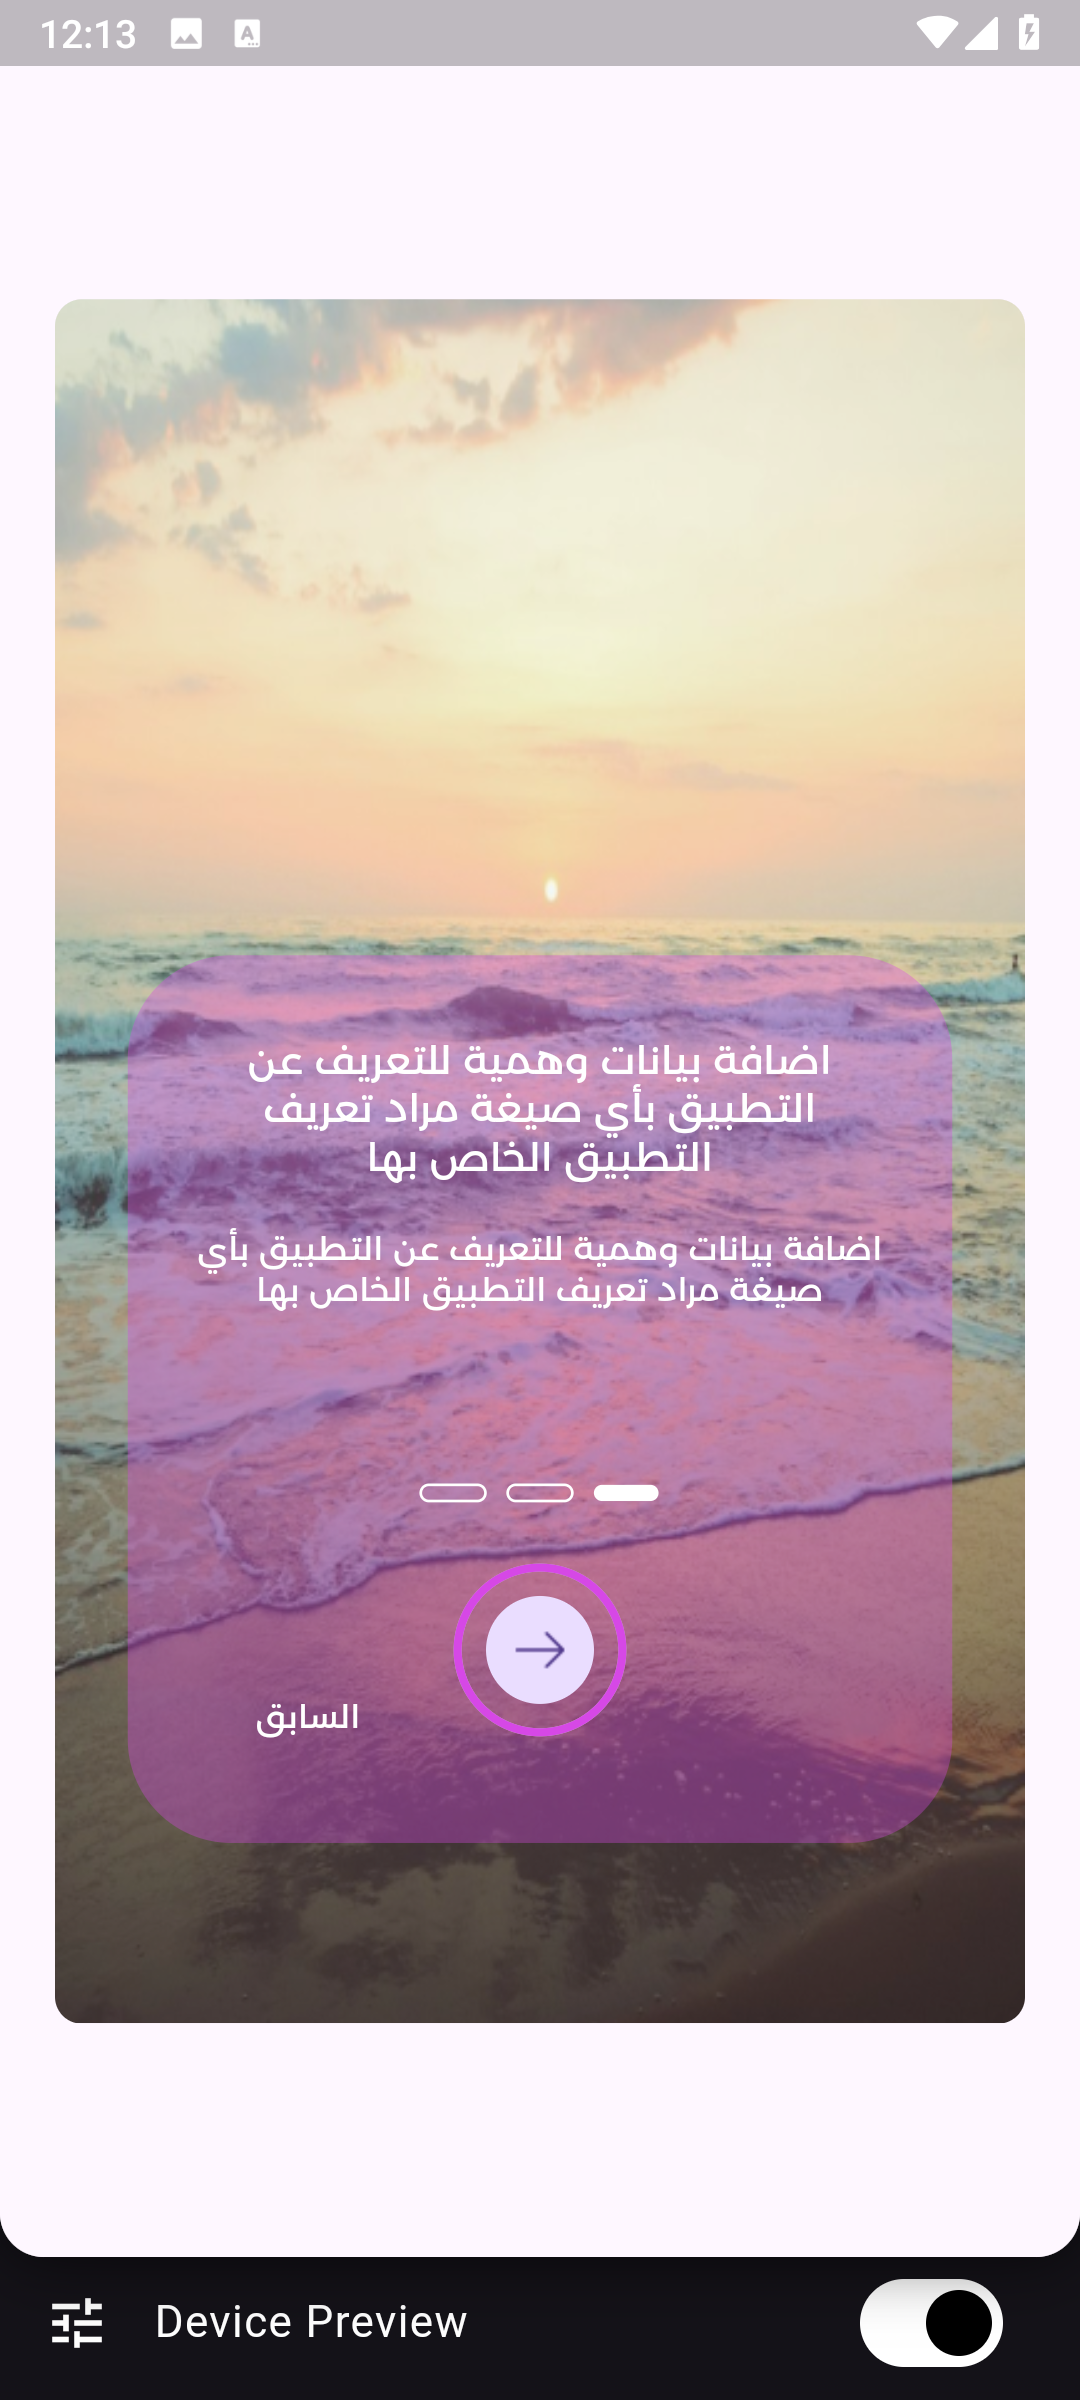 12:13
اضافة بيانات وهمية للتعريف عن
التطبيق بأي صيغة مراد تعريف
التطبيق الخاص بها
اضافة بيانات وهمية للتعريف عن التطبيق بأي
صيغة مراد تعريف التطبيق الخاص بها
السابق
Device Preview